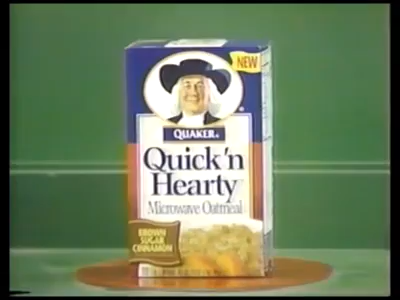 NEW
QUAKER®
Quick'n
Hearty
Microwave Oatmeal
BROWN
SUGAR
CINNAMON